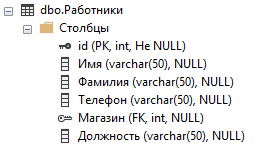 dbo.Работники
Столбцы
id (PK, int, Не NULL)
Имя (varchar(50), NULL)
Фамилия (varchar(50), NULL)
Телефон (varchar(50), NULL)
Магазин (FK, int, NULL)
Должность (varchar(50), NULL)